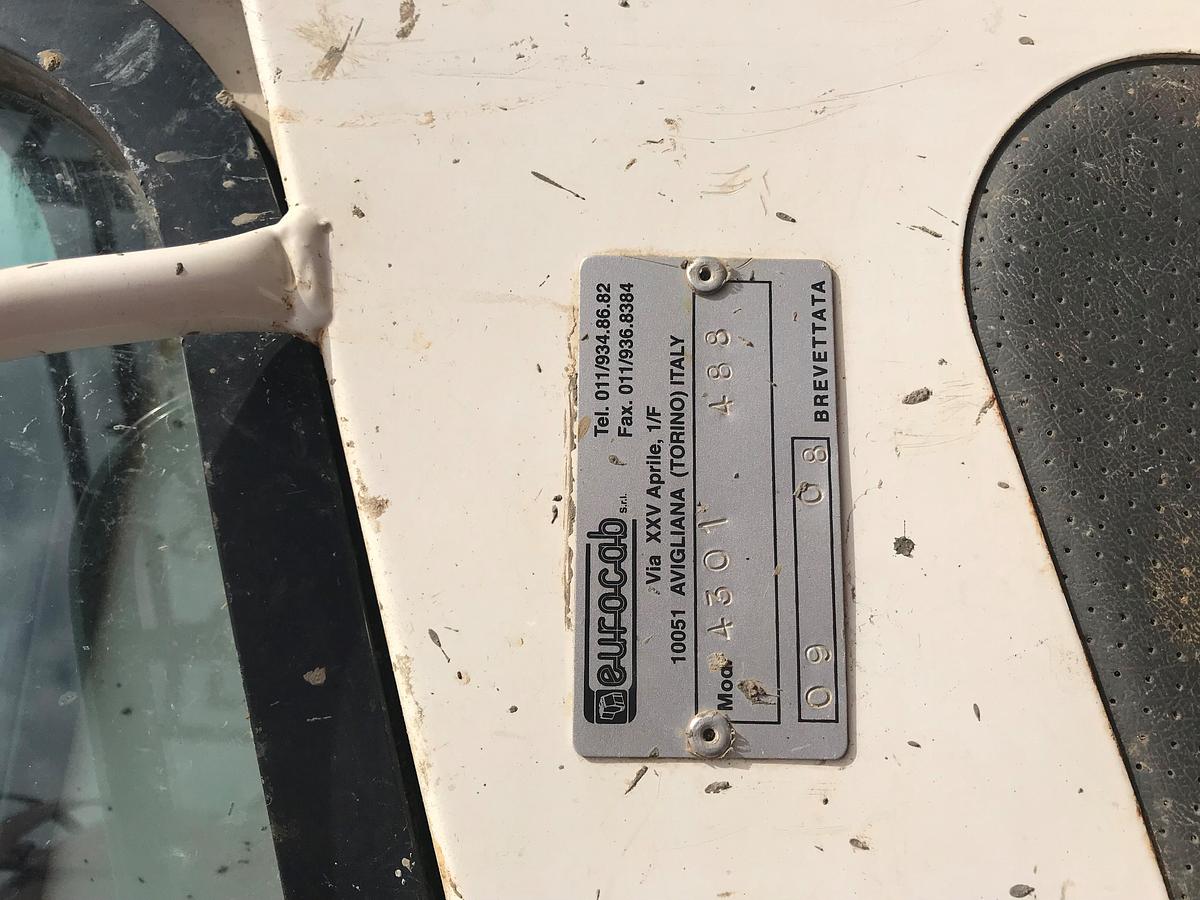 eurocab s.r.l.
Tel. 011/934.86.82
Fax. 011/936.8384
Via XXV Aprile, 1/F
10051 AVIGLIANA (TORINO) ITALY
Mod 4301 488
09 08 BREVETTATA